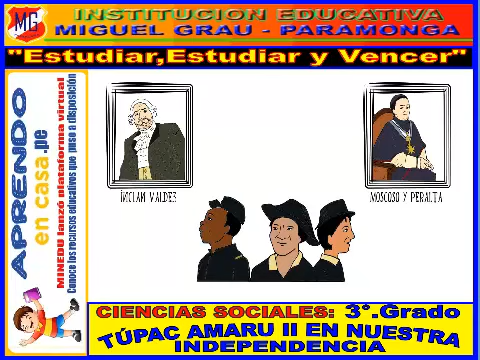 MG
INSTITUCION EDUCATIVA
MIGUEL GRAU - PARAMONGA
"Estudiar,Estudiar y Vencer"
APRENDO
en casa.pe
MINEDU lanzó plataforma virtual
Conoce los recursos educativos que puso a disposición
MOSCOSO Y PERALTA
CIENCIAS SOCIALES: 3°.Grado
TÚPAC AMARU II EN NUESTRA
INDEPENDENCIA